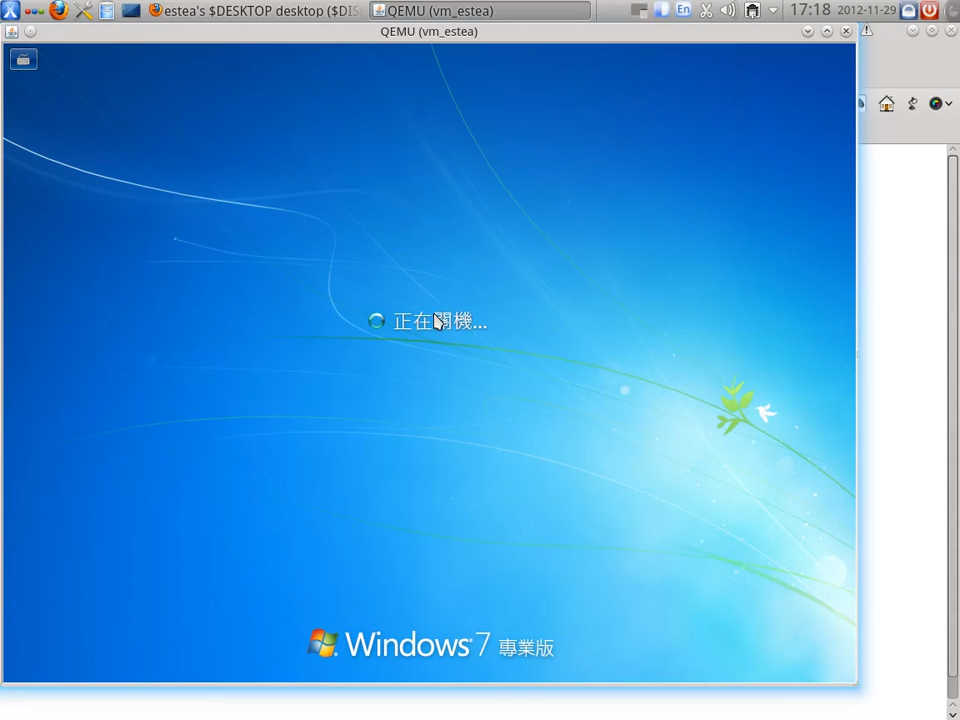 estea's $DESKTOP desktop ($DIS
QEMU (vm_estea)
En
17:18
2012-11-29
QEMU (vm_estea)
正在關機...
Windows 7 專業版